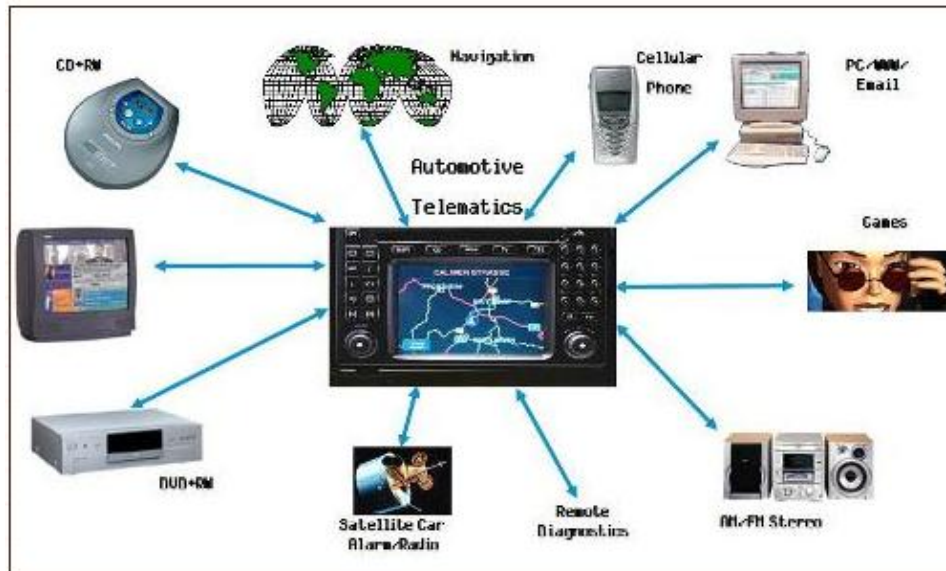 CD+RW
Navigation
Cellular
Phone
PC/WWW/
Email
Automotive
Telematics
Games
DVD+RW
Satellite Car
Alarm/Radio
Remote
Diagnostics
AM/FM Stereo